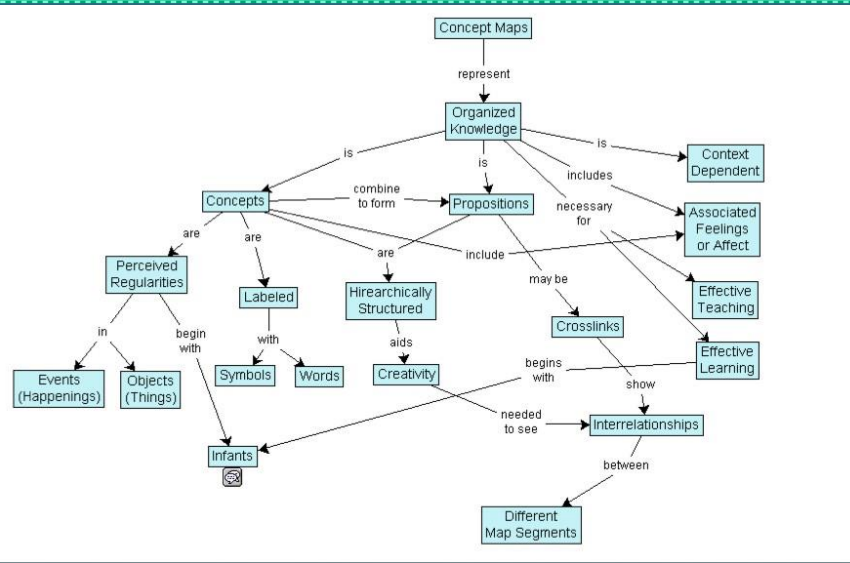 Concept Maps
represent
Organized
Knowledge
is
is
is
Context
Dependent
includes
combine
to form
necessary
for
Concepts
Propositions
Associated
Feelings
or Affect
are
are
are
include
Perceived
Regularities
may be
Labeled
Hirearchically
Structured
Effective
Teaching
Crosslinks
in
begin
with
with
aids
Effective
Learning
Events
(Happenings)
Objects
(Things)
Symbols
Words
Creativity
begins
with
show
needed
to see
Interrelationships
Infants
between
Different
Map Segments